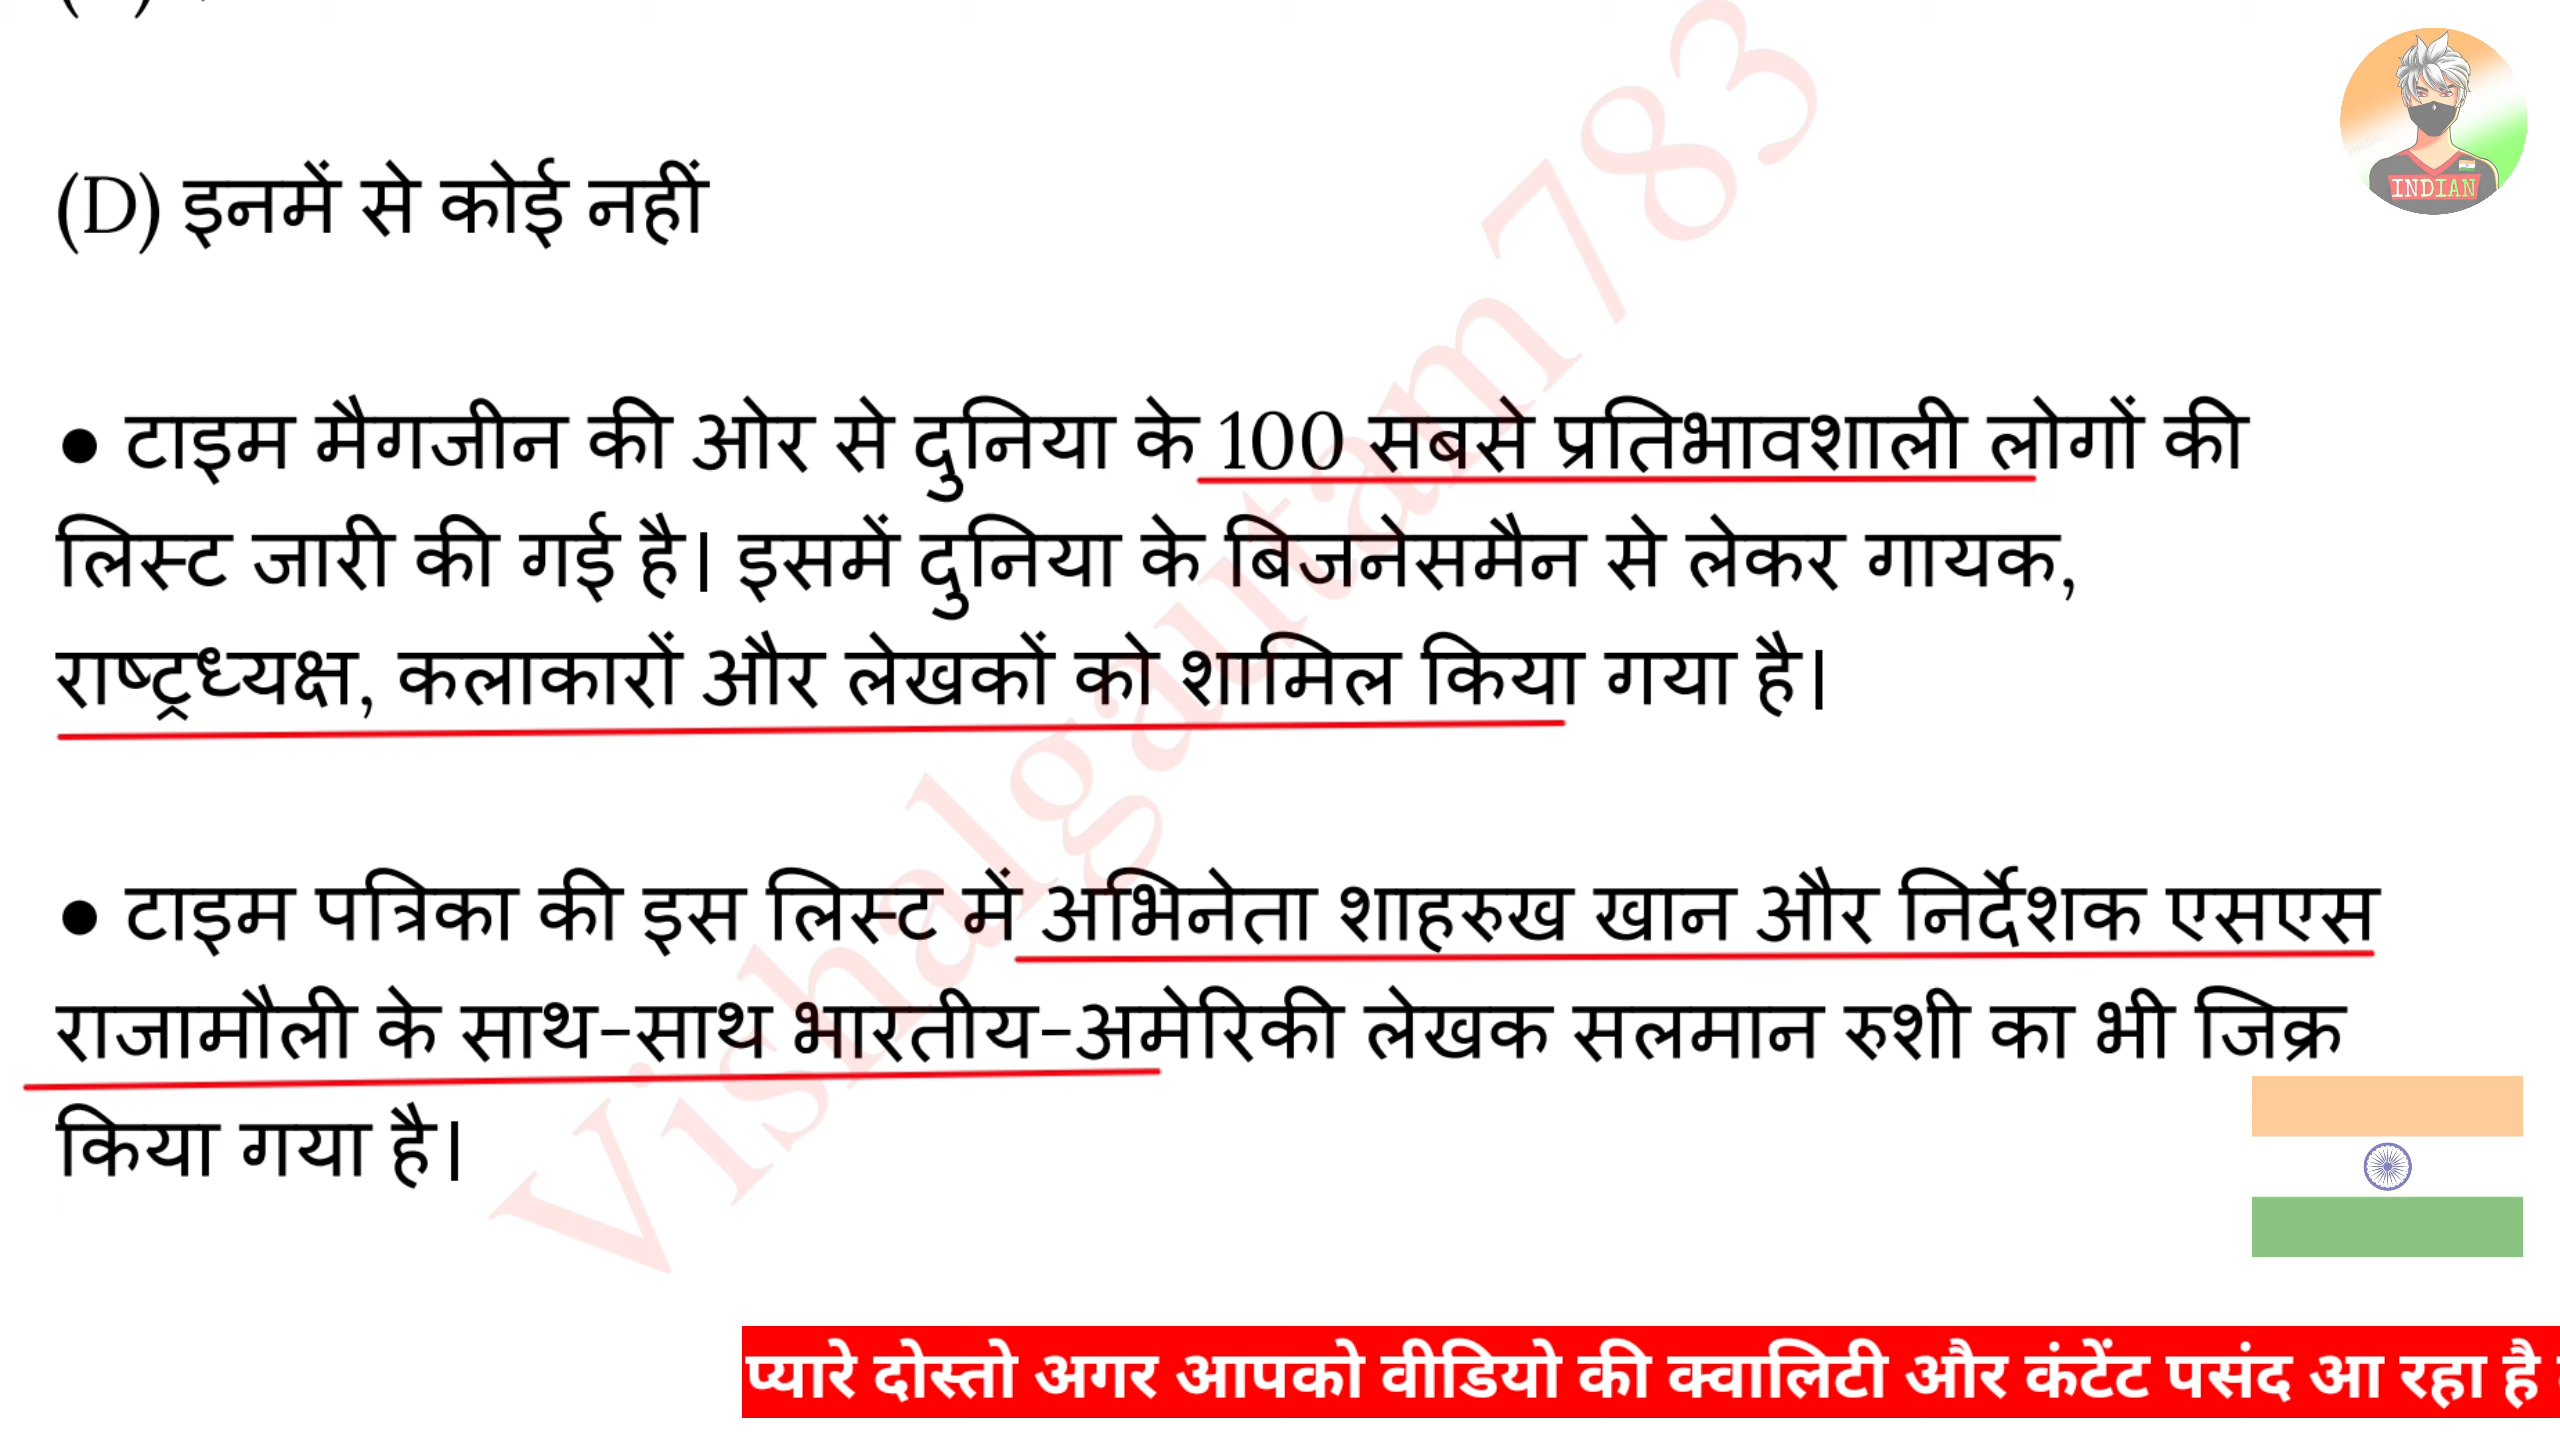 INDIAN
(D) इनमें से कोई नहीं
● टाइम मैगजीन की ओर से दुनिया के 100 सबसे प्रतिभावशाली लोगों की
लिस्ट जारी की गई है। इसमें दुनिया के बिजनेसमैन से लेकर गायक,
राष्ट्रध्यक्ष, कलाकारों और लेखकों को शामिल किया गया है।
● टाइम पत्रिका की इस लिस्ट में अभिनेता शाहरुख खान और निर्देशक एसएस
राजामौली के साथ-साथ भारतीय-अमेरिकी लेखक सलमान रुशी का भी जिक्र
किया गया है।
Vishalgautam783
प्यारे दोस्तो अगर आपको वीडियो की क्वालिटी और कंटेंट पसंद आ रहा है